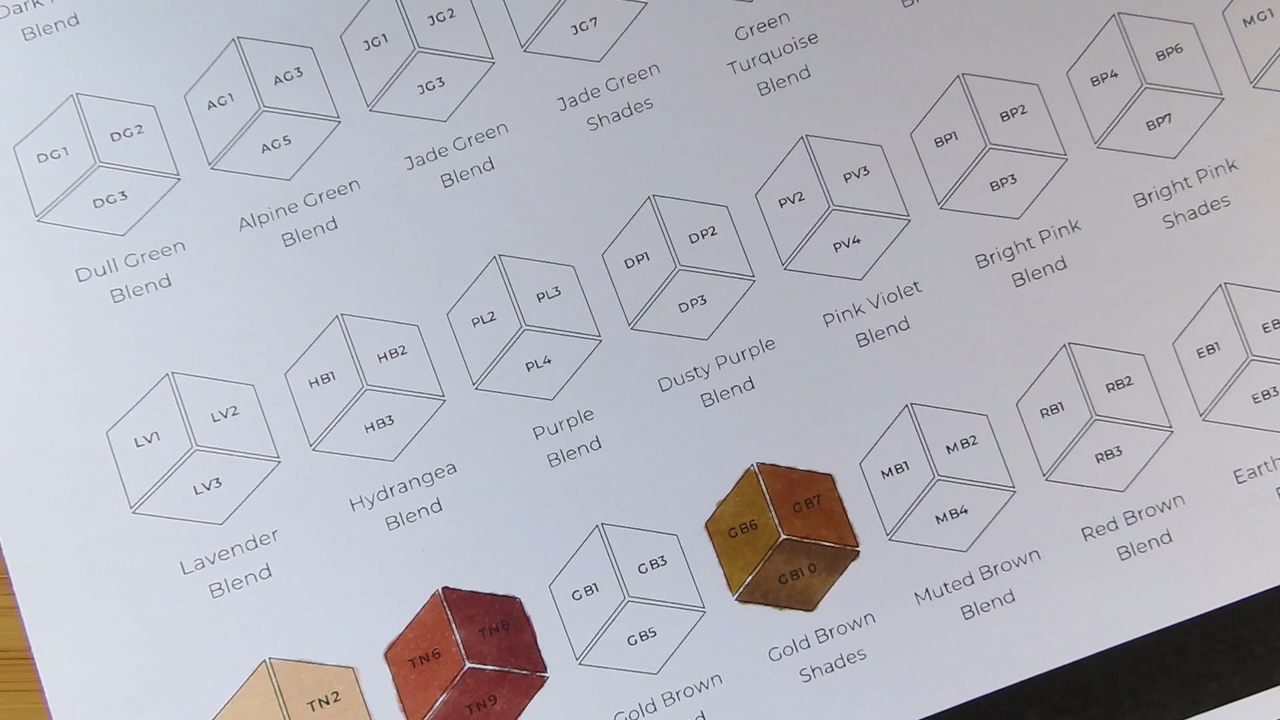 Blend
DG1
DG2
DG3
Dull Green
Blend
AG1
AG3
AG5
Alpine Green
Blend
JG1
JG2
JG3
Jade Green
Blend
JG7
Jade Green
Shades
Green
Turquoise
Blend
LV1
LV2
LV3
Lavender
Blend
HB1
HB2
HB3
Hydrangea
Blend
PL2
PL3
PL4
Purple
Blend
DP1
DP2
DP3
Dusty Purple
Blend
PV2
PV3
PV4
Pink Violet
Blend
BP1
BP2
BP3
Bright Pink
Blend
BP4
BP6
BP7
Bright Pink
Shades
MG1
TN2
TN6
TN8
TN9
GB1
GB3
GB5
Gold Brown
GB6
GB7
GB10
Gold Brown
Shades
MB1
MB2
MB4
Muted Brown
Blend
RB1
RB2
RB3
Red Brown
Blend
EB1
EB3
Earth